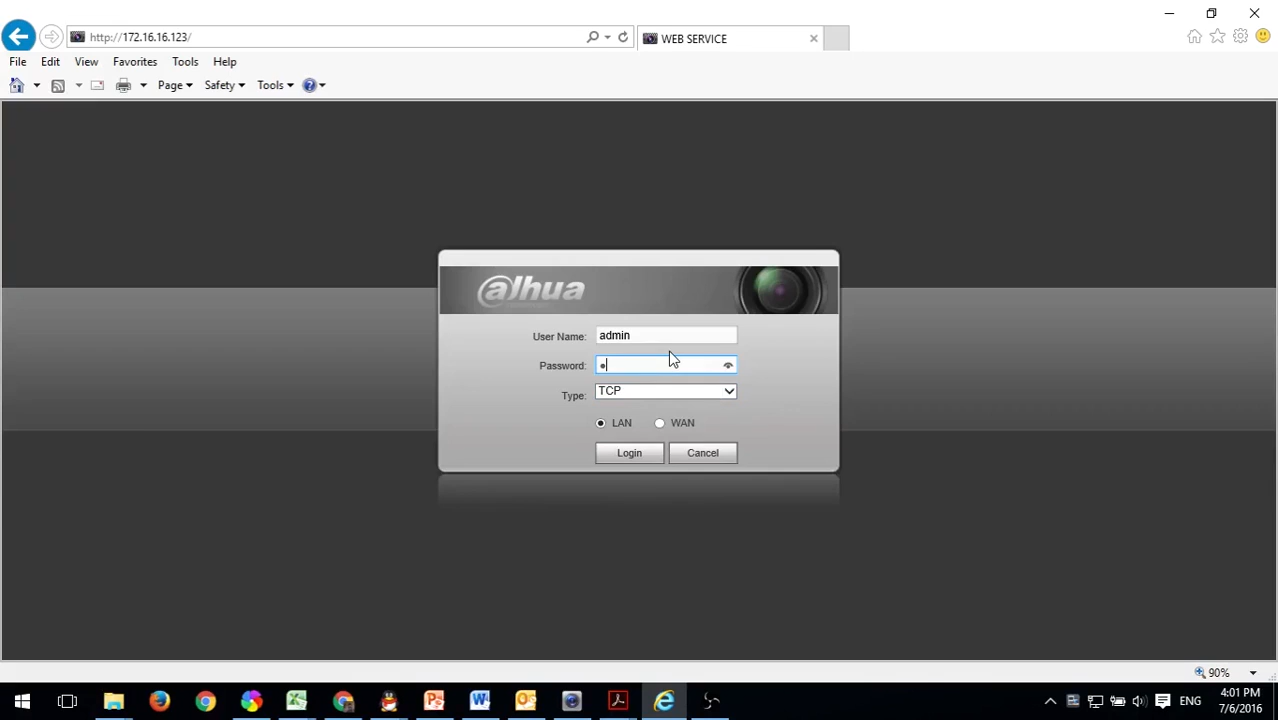 http://172.16.16.123/
WEB SERVICE
File Edit View Favorites Tools Help
Page Safety Tools
alhua
User Name: admin
Password:
Type: TCP
LAN WAN
Login Cancel
90%
ENG
4:01 PM
7/6/2016